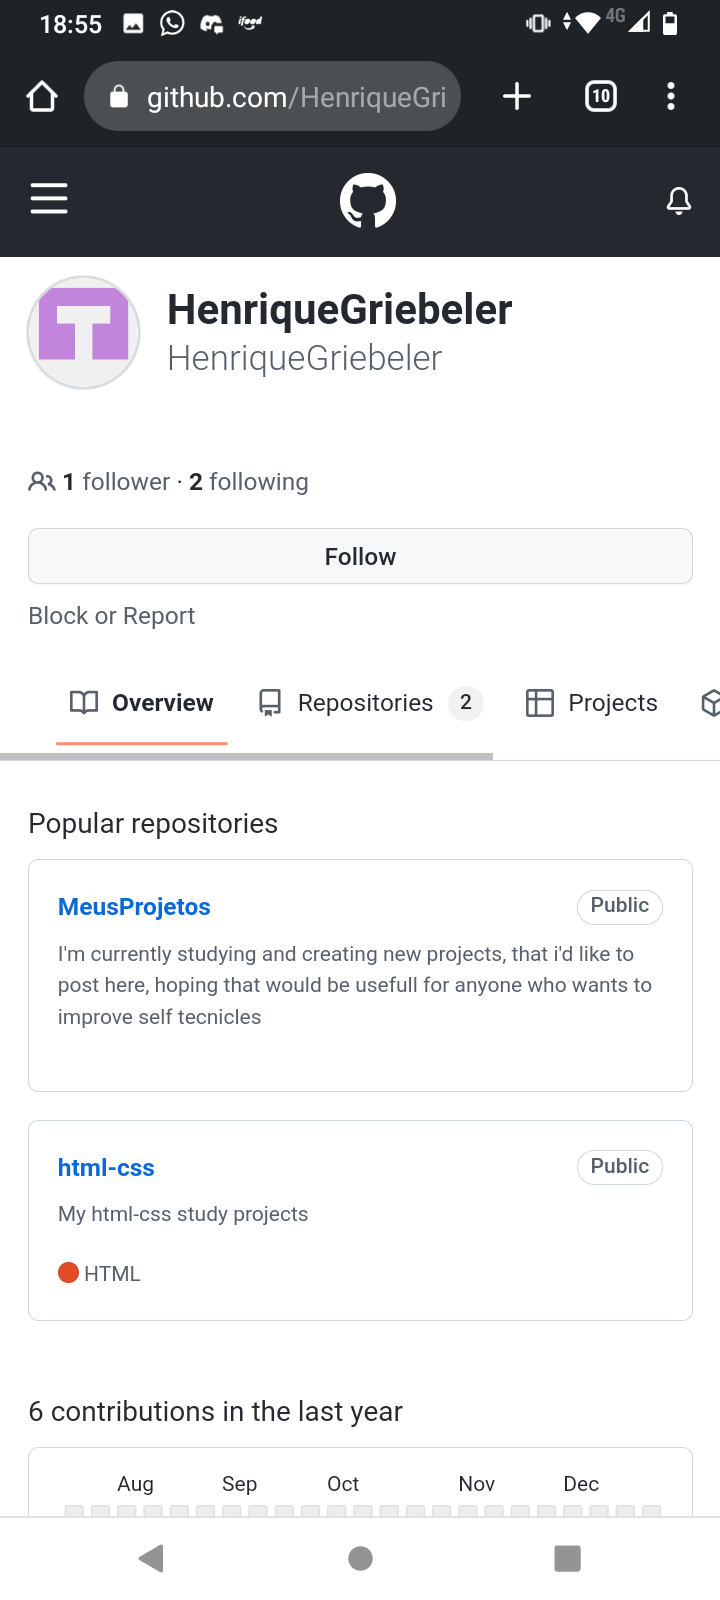 18:55
ifood
4G
github.com/HenriqueGri
10
HenriqueGriebeler
HenriqueGriebeler
1 follower · 2 following
Follow
Block or Report
Overview
Repositories 2
Projects
Popular repositories
MeusProjetos
Public
I'm currently studying and creating new projects, that i'd like to
post here, hoping that would be usefull for anyone who wants to
improve self tecnicles
html-css
Public
My html-css study projects
HTML
6 contributions in the last year
Aug Sep Oct Nov Dec